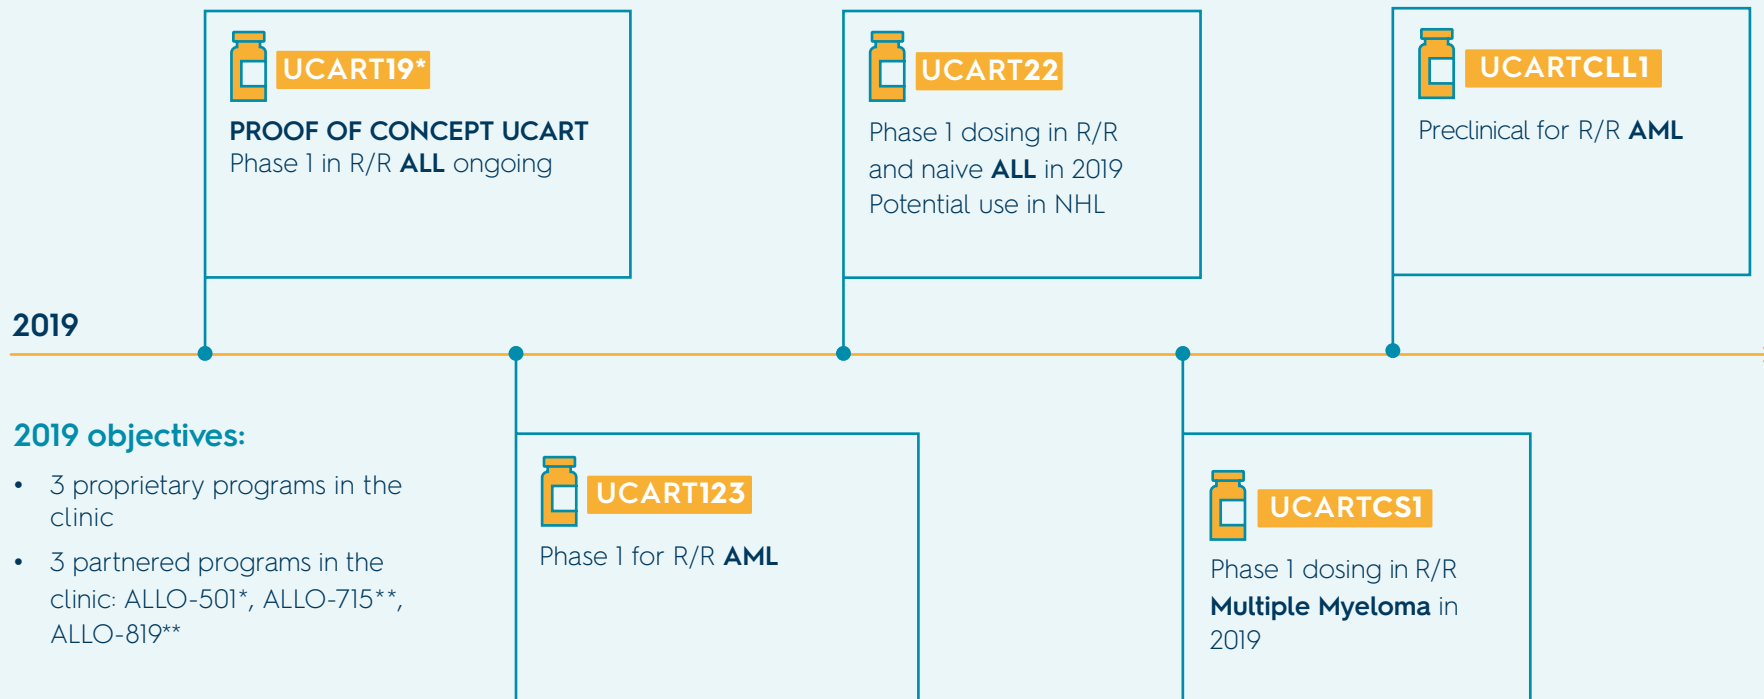 UCART19*
PROOF OF CONCEPT UCART
Phase 1 in R/R ALL ongoing
UCART22
Phase 1 dosing in R/R
and naive ALL in 2019
Potential use in NHL
UCARTCLL1
Preclinical for R/R AML
2019
2019 objectives:
• 3 proprietary programs in the
clinic
• 3 partnered programs in the
clinic: ALLO-501*, ALLO-715**,
ALLO-819**
UCART123
Phase 1 for R/R AML
UCARTCS1
Phase 1 dosing in R/R
Multiple Myeloma in
2019